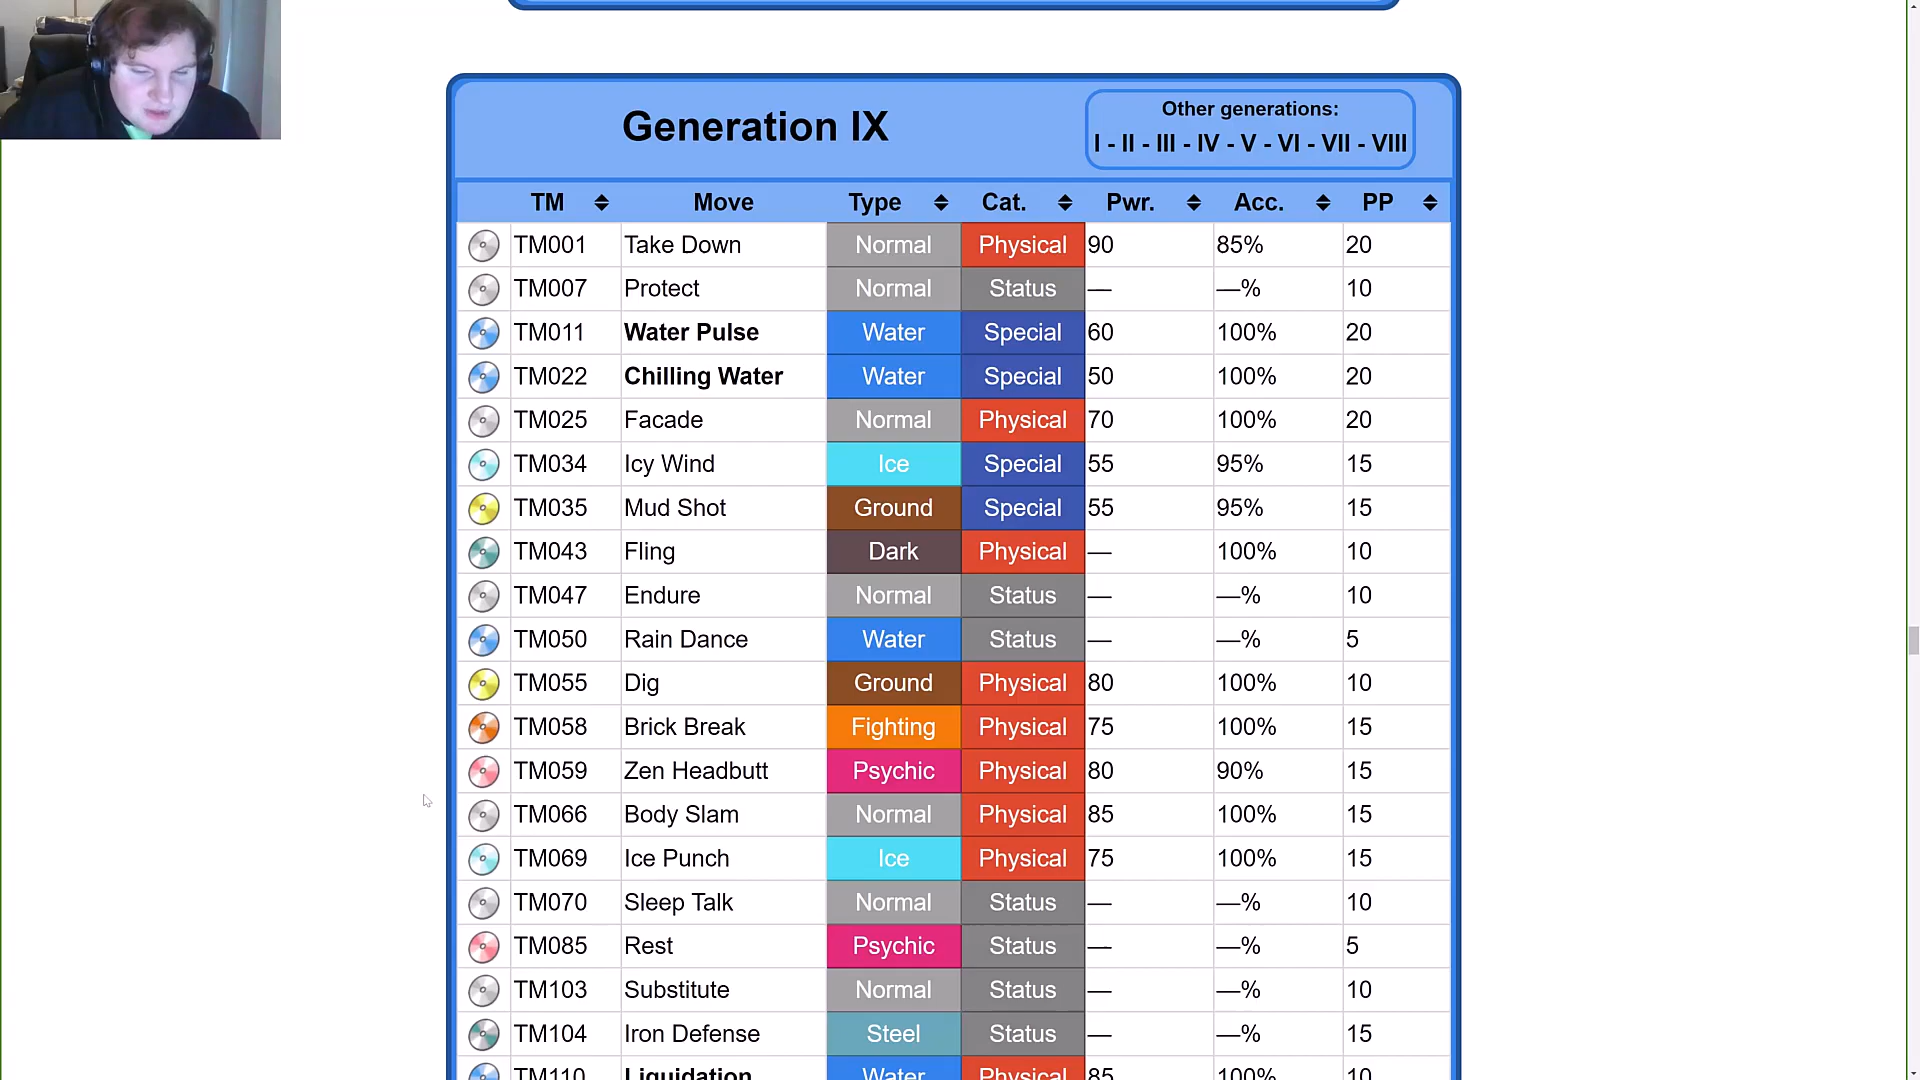 Generation IX
Other generations:
I - II - III - IV - V - VI - VII - VIII
TM Move Type Cat. Pwr. Acc. PP
TM001 Take Down Normal Physical 90 85% 20
TM007 Protect Normal Status — —% 10
TM011 Water Pulse Water Special 60 100% 20
TM022 Chilling Water Water Special 50 100% 20
TM025 Facade Normal Physical 70 100% 20
TM034 Icy Wind Ice Special 55 95% 15
TM035 Mud Shot Ground Special 55 95% 15
TM043 Fling Dark Physical — 100% 10
TM047 Endure Normal Status — —% 10
TM050 Rain Dance Water Status — —% 5
TM055 Dig Ground Physical 80 100% 10
TM058 Brick Break Fighting Physical 75 100% 15
TM059 Zen Headbutt Psychic Physical 80 90% 15
TM066 Body Slam Normal Physical 85 100% 15
TM069 Ice Punch Ice Physical 75 100% 15
TM070 Sleep Talk Normal Status — —% 10
TM085 Rest Psychic Status — —% 5
TM103 Substitute Normal Status — —% 10
TM104 Iron Defense Steel Status — —% 15
TM110 Liquidation Water Physical 85 100% 10